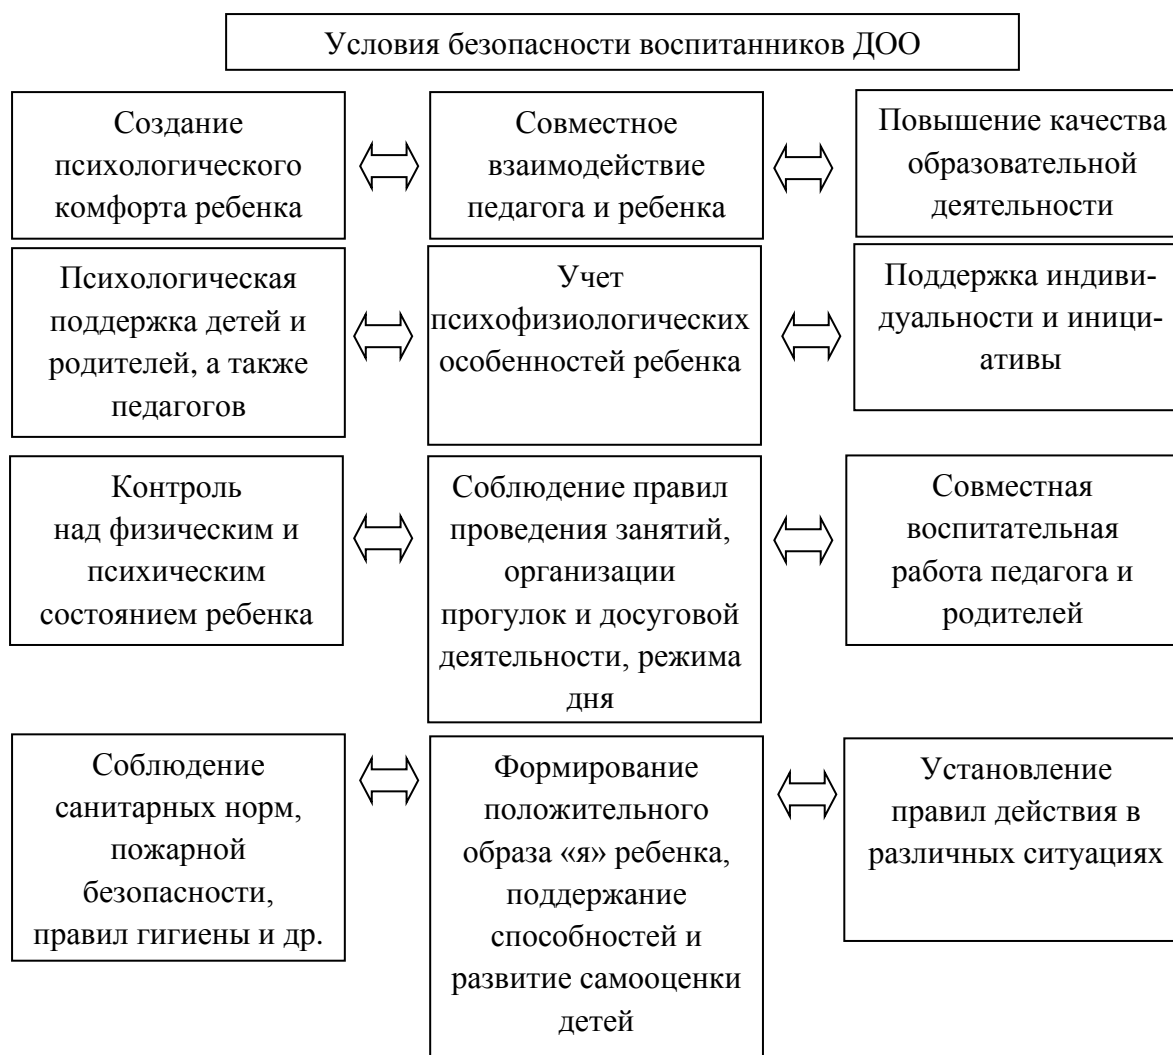 Условия безопасности воспитанников ДОО
Создание
психологического
комфорта ребенка
Совместное
взаимодействие
педагога и ребенка
Повышение качества
образовательной
деятельности
Психологическая
поддержка детей и
родителей, а также
педагогов
Учет
психофизиологических
особенностей ребенка
Поддержка индиви-
дуальности и иници-
ативы
Контроль
над физическим и
психическим
состоянием ребенка
Соблюдение правил
проведения занятий,
организации
прогулок и досуговой
деятельности, режима
дня
Совместная
воспитательная
работа педагога и
родителей
Соблюдение
санитарных норм,
пожарной
безопасности,
правил гигиены и др.
Формирование
положительного
образа «я» ребенка,
поддержание
способностей и
развитие самооценки
детей
Установление
правил действия в
различных ситуациях